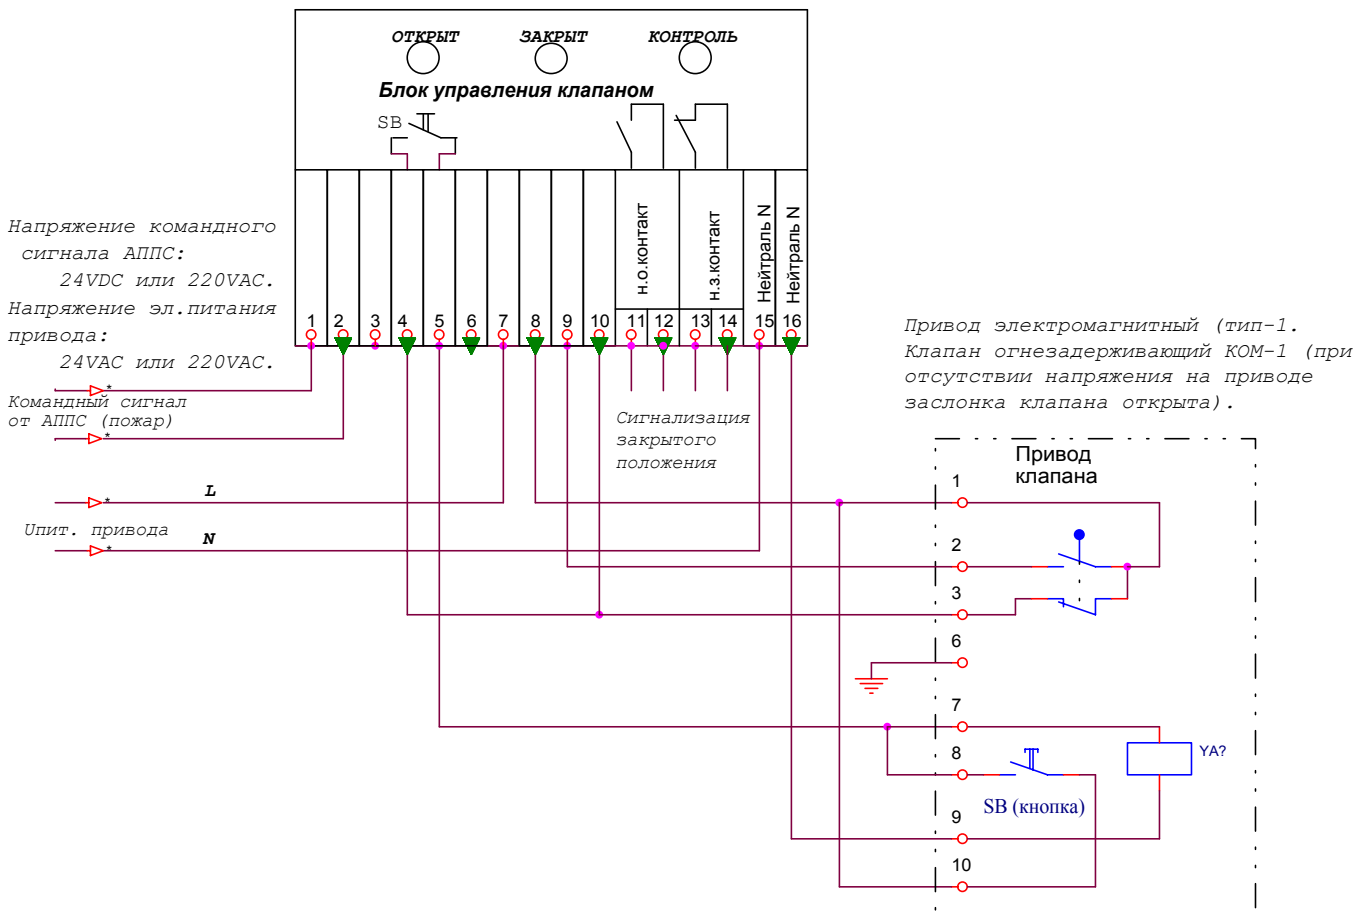 ОТКРЫТ ЗАКРЫТ КОНТРОЛЬ
Блок управления клапаном
SB
н.о.контакт
н.з.контакт
Нейтраль N
Нейтраль N
1 2 3 4 5 6 7 8 9 10 11 12 13 14 15 16
Напряжение командного
сигнала АППС:
24VDC или 220VAC.
Напряжение эл.питания
привода:
24VAC или 220VAC.
*
Командный сигнал
от АППС (пожар)
*
Сигнализация
закрытого
положения
* L
Uпит. привода
* N
Привод электромагнитный (тип-1.
Клапан огнезадерживающий КОМ-1 (при
отсутствии напряжения на приводе
заслонка клапана открыта).
Привод
клапана
1
2
3
6
7
8
YA?
SB (кнопка)
9
10